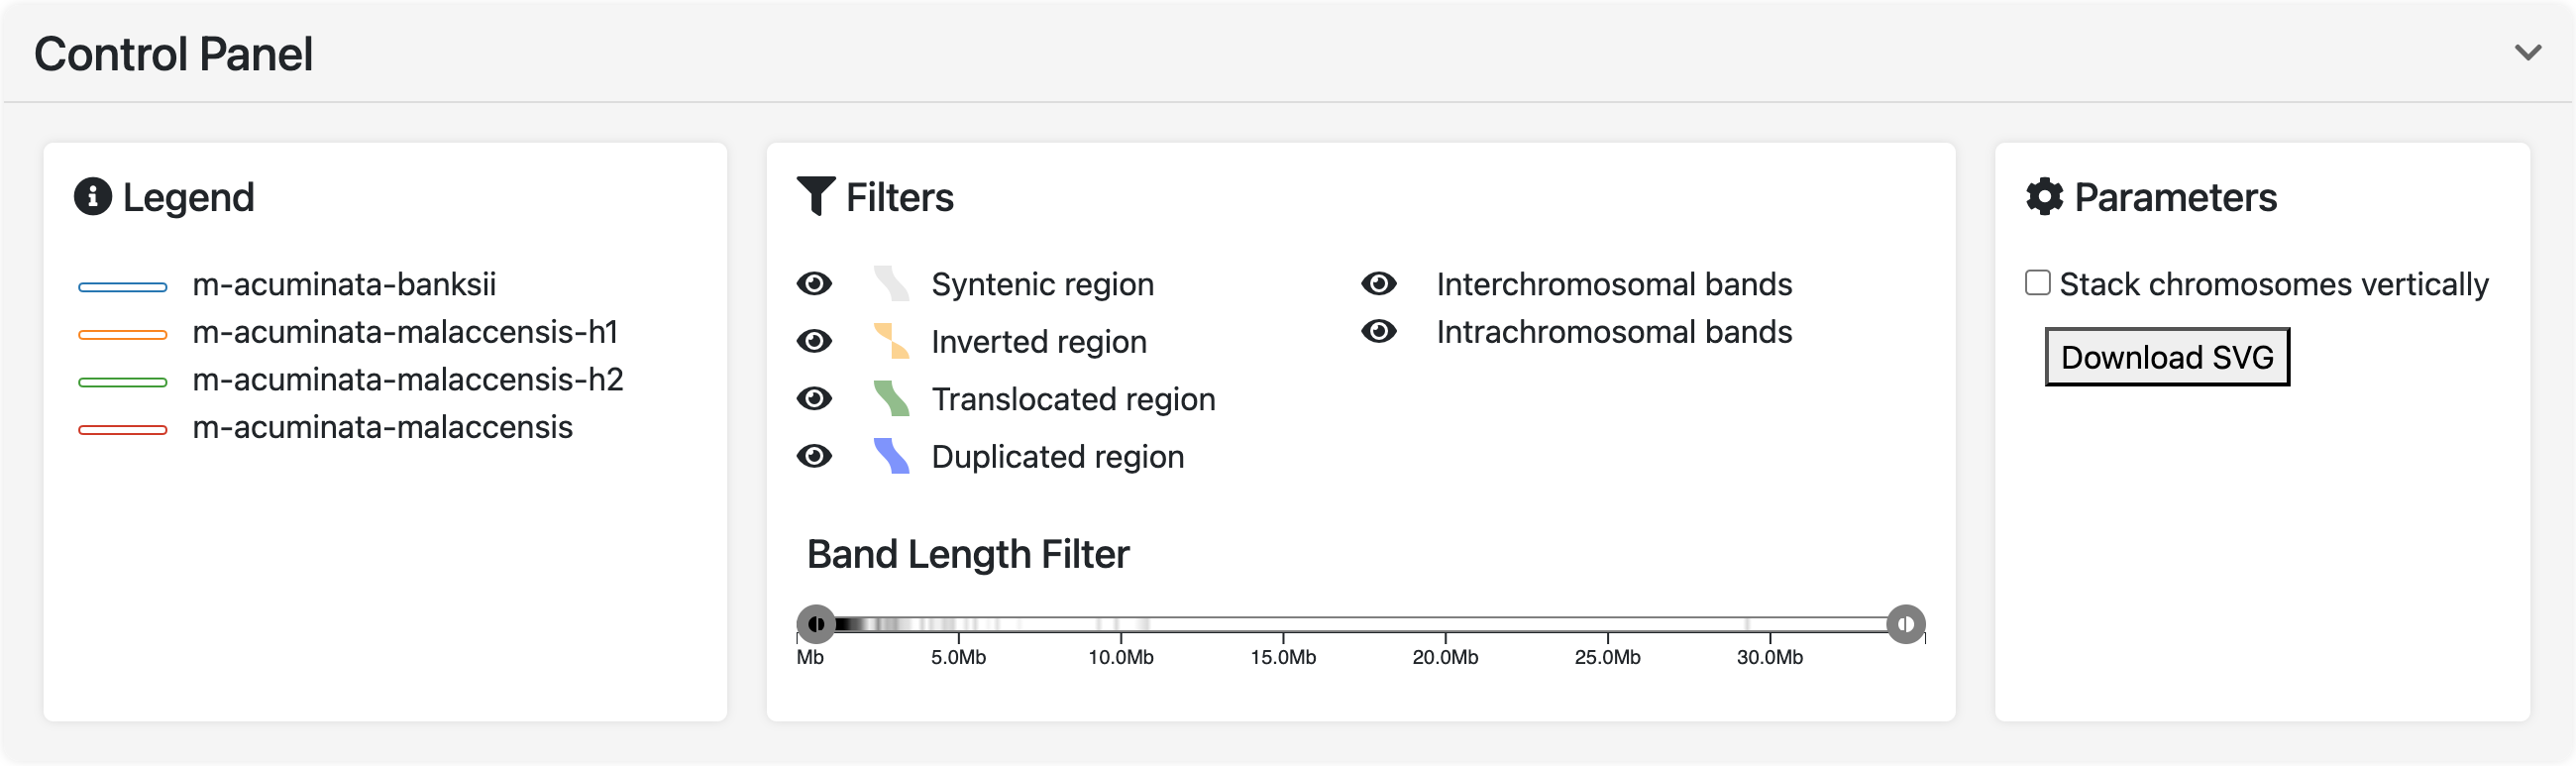 Control Panel
Legend
m-acuminata-banksii
m-acuminata-malaccensis-h1
m-acuminata-malaccensis-h2
m-acuminata-malaccensis
Filters
Syntenic region
Inverted region
Translocated region
Duplicated region
Interchromosomal bands
Intrachromosomal bands
Band Length Filter
Mb 5.0Mb 10.0Mb 15.0Mb 20.0Mb 25.0Mb 30.0Mb
Parameters
Stack chromosomes vertically
Download SVG